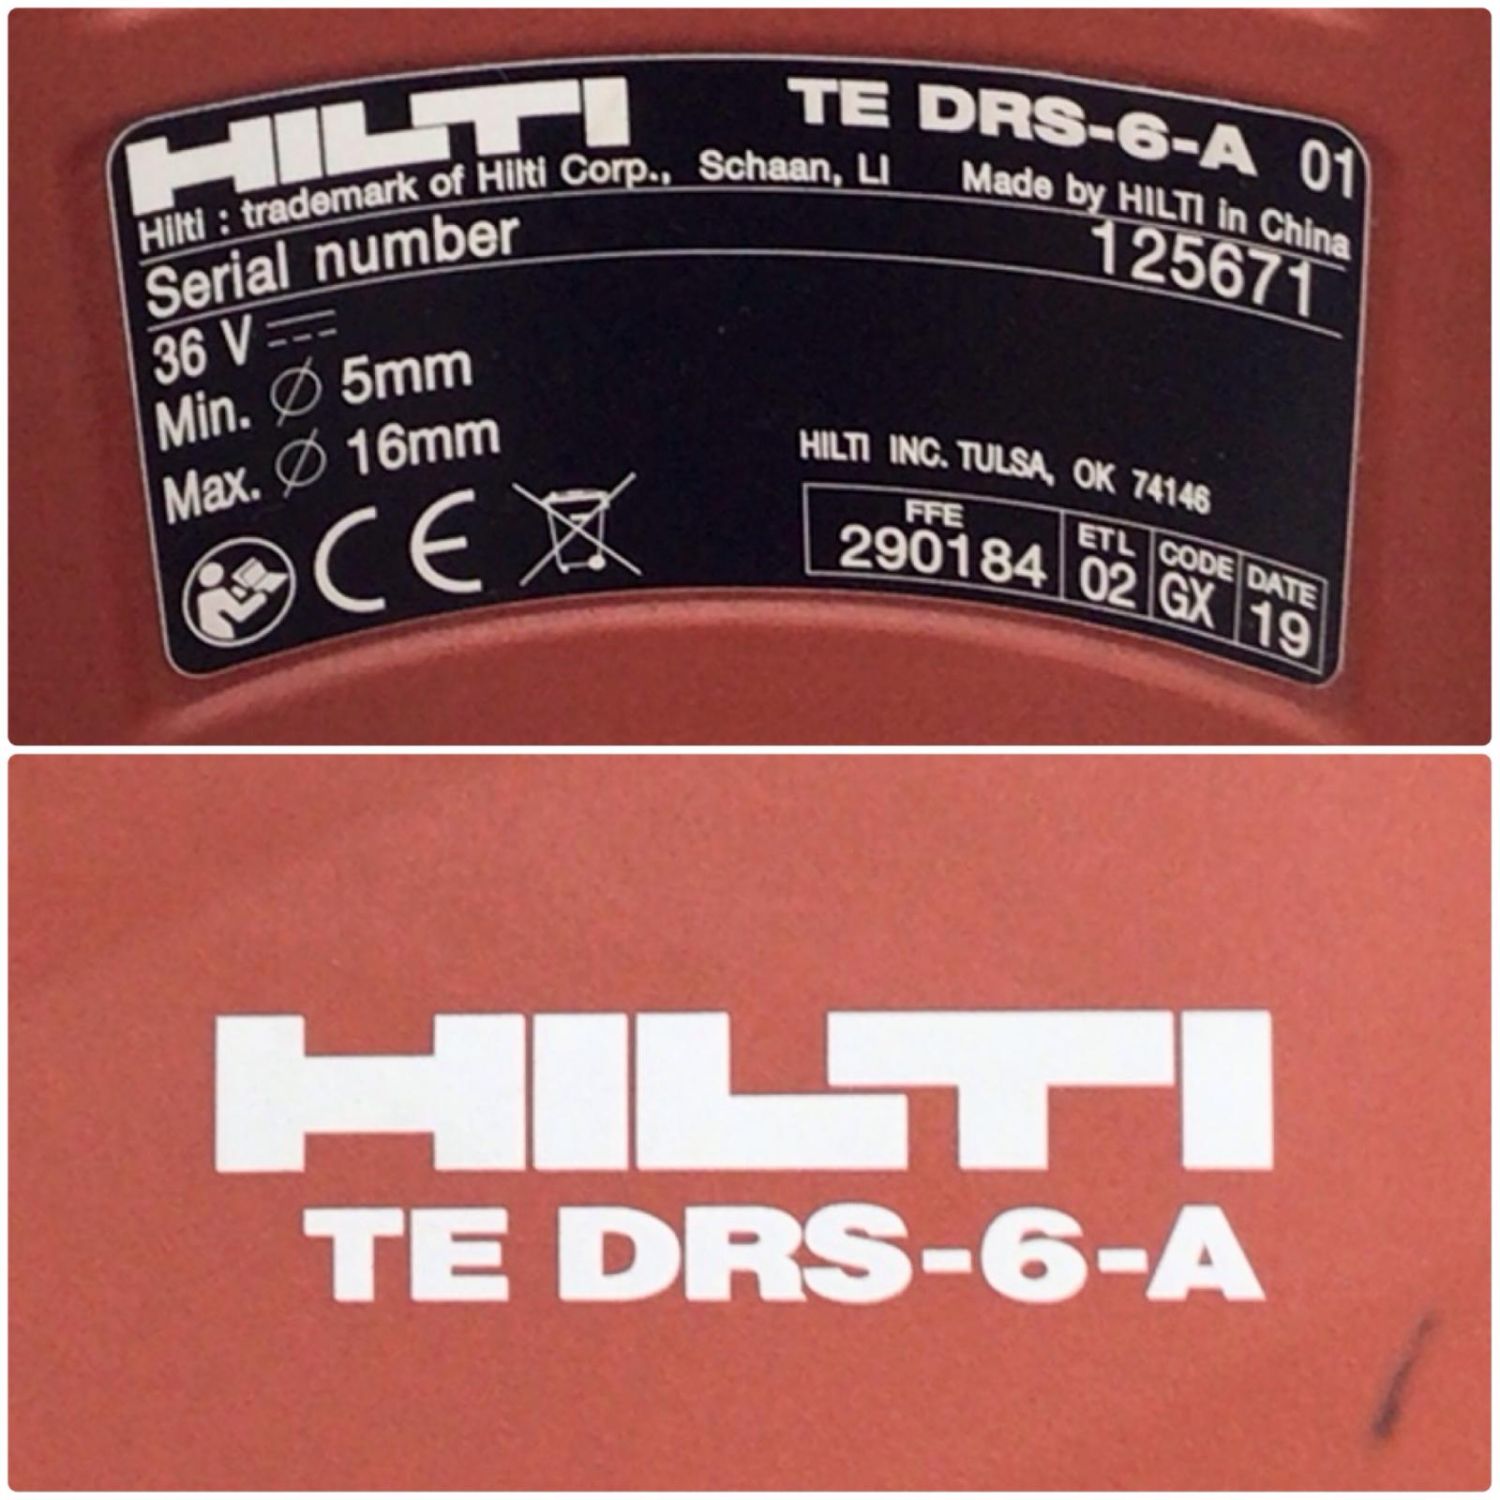 HILTI TE DRS-6-A 01
Hilti : trademark of Hilti Corp., Schaan, LI Made by HILTI in China
Serial number 125671
36 V
Min. ∅ 5mm
Max. ∅ 16mm
CE
HILTI INC. TULSA, OK 74146
FFE ETL CODE DATE
290184 02 GX 19
HILTI
TE DRS-6-A